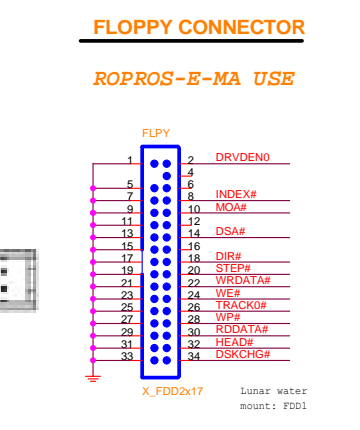 FLOPPY CONNECTOR
ROPROS-E-MA USE
FLPY
1 2 DRVDEN0
4
5 6
7 8 INDEX#
9 10 MOA#
11 12
13 14 DSA#
15 16
17 18 DIR#
19 20 STEP#
21 22 WRDATA#
23 24 WE#
25 26 TRACK0#
27 28 WP#
29 30 RDDATA#
31 32 HEAD#
33 34 DSKCHG#
X_FDD2x17
Lunar water
mount: FDD1